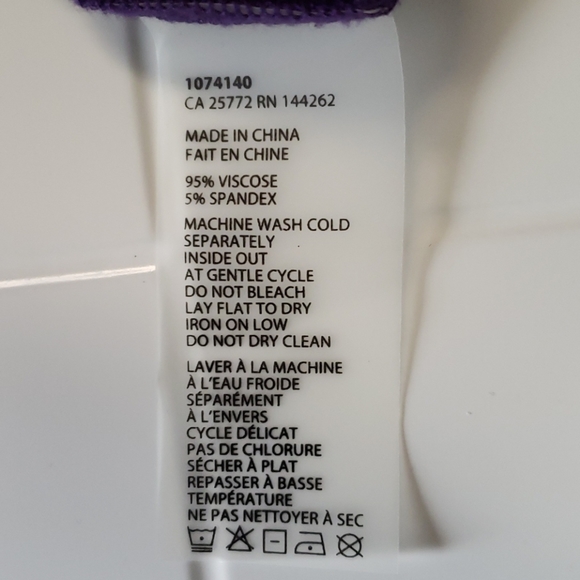 1074140
CA 25772 RN 144262
MADE IN CHINA
FAIT EN CHINE
95% VISCOSE
5% SPANDEX
MACHINE WASH COLD
SEPARATELY
INSIDE OUT
AT GENTLE CYCLE
DO NOT BLEACH
LAY FLAT TO DRY
IRON ON LOW
DO NOT DRY CLEAN
LAVER À LA MACHINE
À L'EAU FROIDE
SÉPARÉMENT
À L'ENVERS
CYCLE DÉLICAT
PAS DE CHLORURE
SÉCHER À PLAT
REPASSER À BASSE
TEMPÉRATURE
NE PAS NETTOYER À SEC